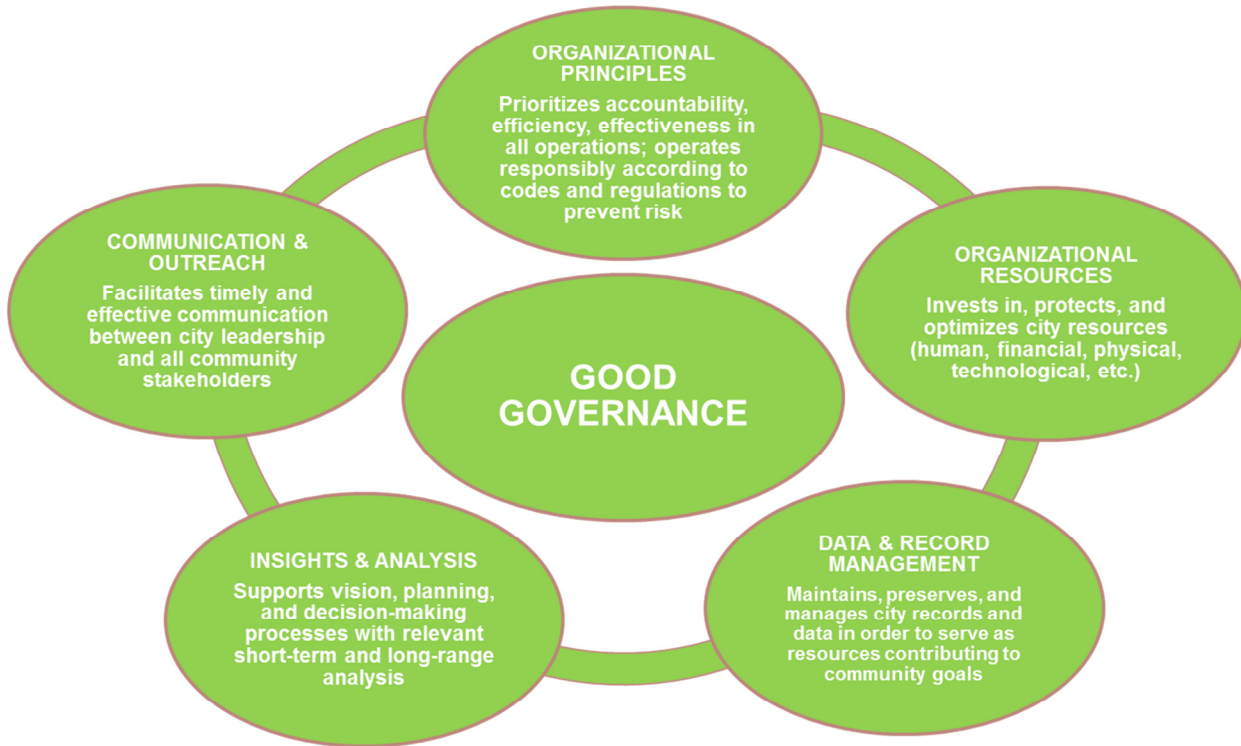 ORGANIZATIONAL
PRINCIPLES
Prioritizes accountability,
efficiency, effectiveness in
all operations; operates
responsibly according to
codes and regulations to
prevent risk
ORGANIZATIONAL
RESOURCES
Invests in, protects, and
optimizes city resources
(human, financial, physical,
technological, etc.)
DATA & RECORD
MANAGEMENT
Maintains, preserves, and
manages city records and
data in order to serve as
resources contributing to
community goals
INSIGHTS & ANALYSIS
Supports vision, planning,
and decision-making
processes with relevant
short-term and long-range
analysis
COMMUNICATION &
OUTREACH
Facilitates timely and
effective communication
between city leadership
and all community
stakeholders
GOOD
GOVERNANCE